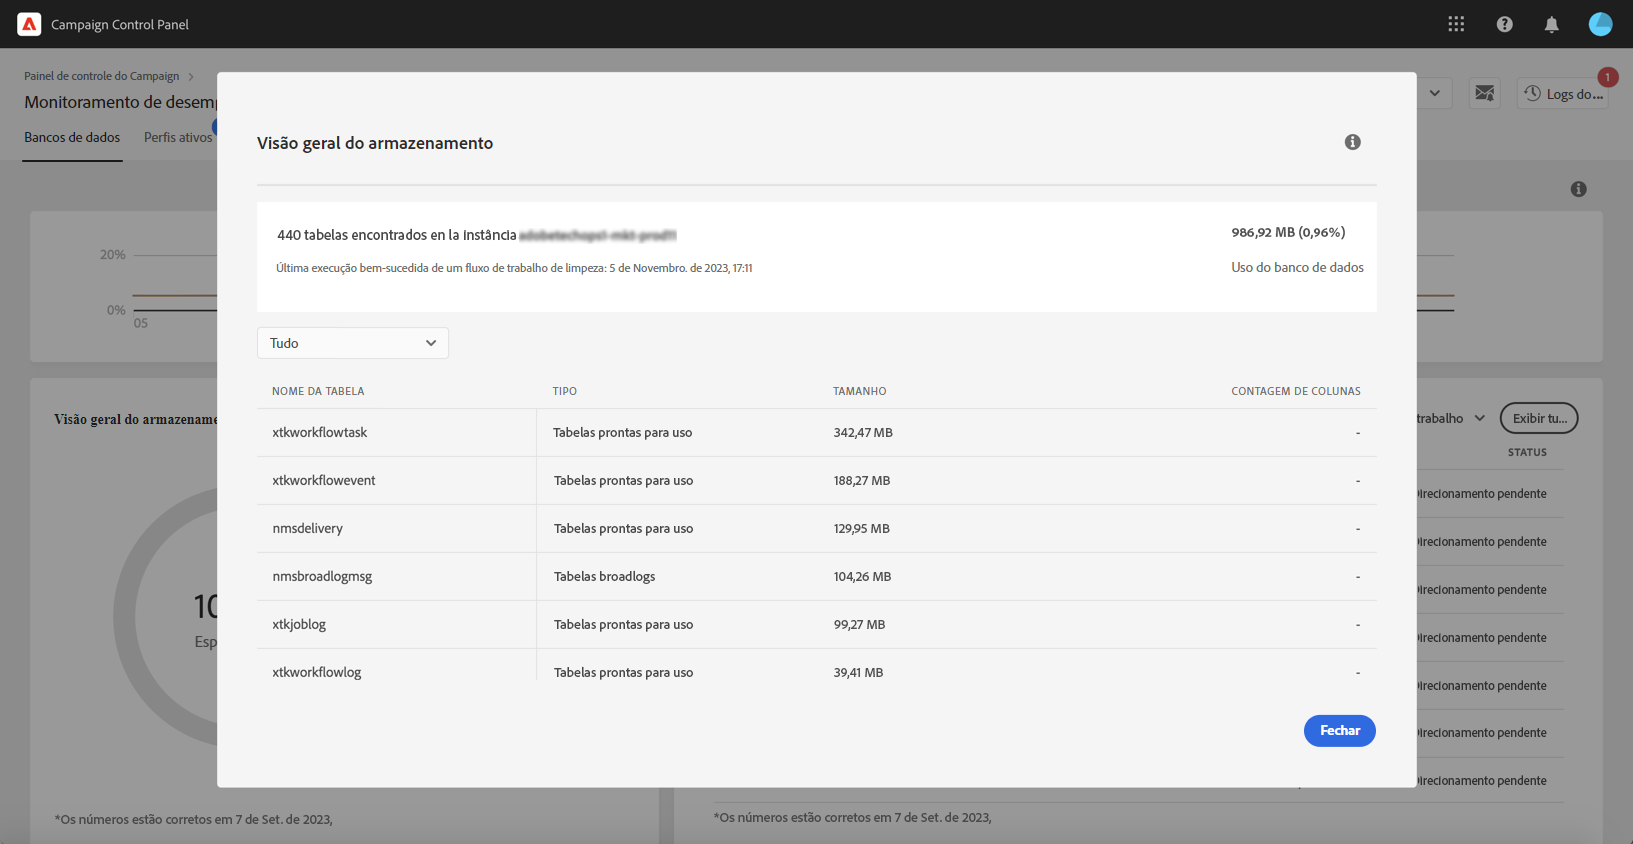 Campaign Control Panel
Painel de controle do Campaign
Monitoramento de desemp
1
Logs do...
Bancos de dados
Perfis ativos
20%
0%
05
Visão geral do armazenamento
440 tabelas encontrados en la instância
986,92 MB (0,96%)
Última execução bem-sucedida de um fluxo de trabalho de limpeza: 5 de Novembro. de 2023, 17:11
Uso do banco de dados
Tudo
NOME DA TABELA TIPO TAMANHO CONTAGEM DE COLUNAS
xtkworkflowtask Tabelas prontas para uso 342,47 MB -
xtkworkflowevent Tabelas prontas para uso 188,27 MB -
nmsdelivery Tabelas prontas para uso 129,95 MB -
nmsbroadlogmsg Tabelas broadlogs 104,26 MB -
xtkjoblog Tabelas prontas para uso 99,27 MB -
xtkworkflowlog Tabelas prontas para uso 39,41 MB -
Fechar
Visão geral do armazename
10
Esp
trabalho
Exibir tu...
STATUS
Direcionamento pendente
Direcionamento pendente
Direcionamento pendente
Direcionamento pendente
Direcionamento pendente
Direcionamento pendente
Direcionamento pendente
*Os números estão corretos em 7 de Set. de 2023,
*Os números estão corretos em 7 de Set. de 2023,